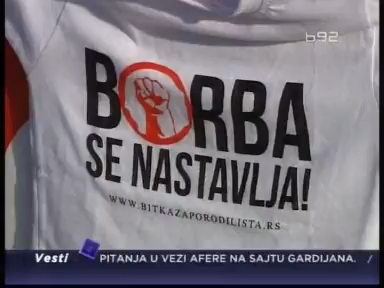 b92
BORBA
SE NASTAVLJA!
WWW.BITKAZAPORODILISTA.RS
Vesti PITANJA U VEZI AFERE NA SAJTU GARDIJANA.